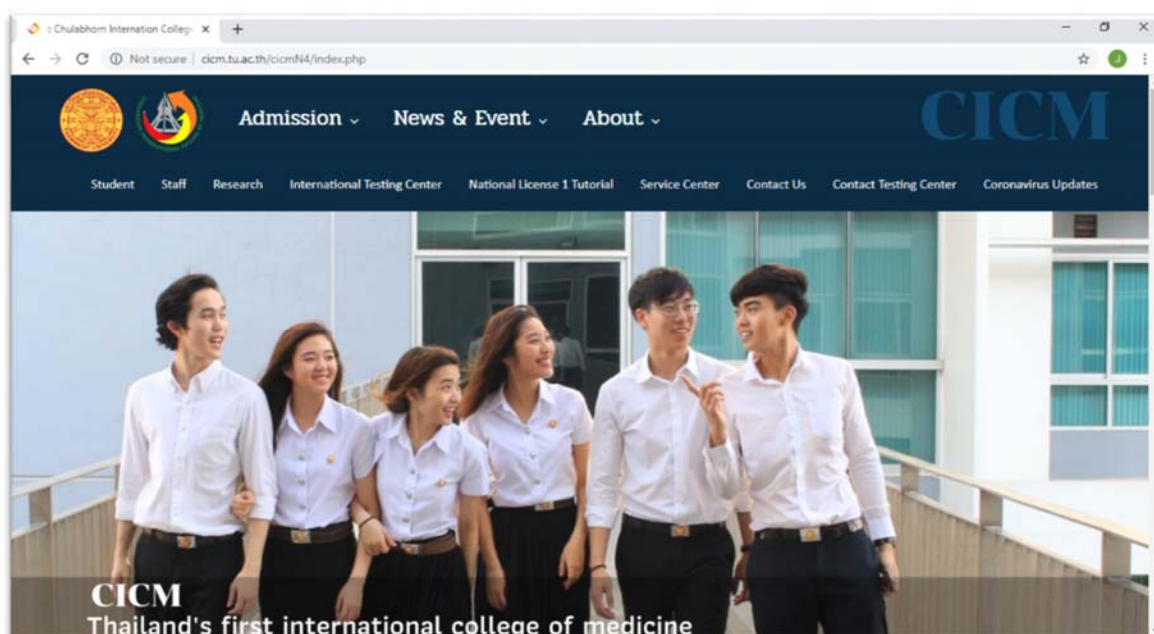 :: Chulabhorn Internation Colleg
Not secure
cicm.tu.ac.th/cicmN4/index.php
J
Admission
News & Event
About
CICM
Student
Staff
Research
International Testing Center
National License 1 Tutorial
Service Center
Contact Us
Contact Testing Center
Coronavirus Updates
CICM
Thailand's first international college of medicine